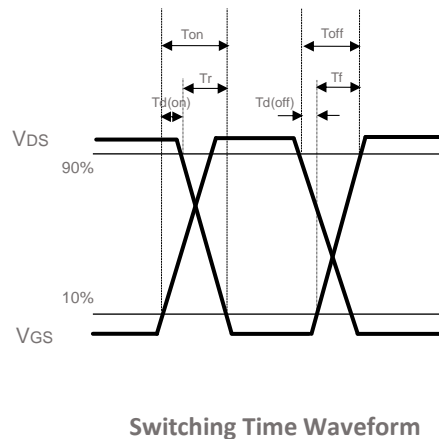 Ton
Toff
Tr
Tf
Td(on)
Td(off)
VDS
90%
10%
VGS
Switching Time Waveform